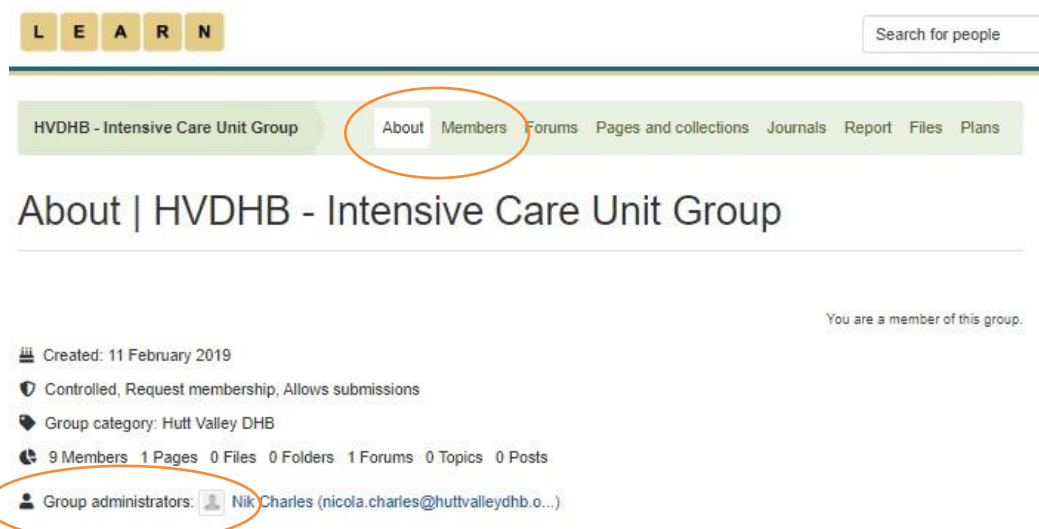 L E A R N
Search for people
HVDHB - Intensive Care Unit Group About Members Forums Pages and collections Journals Report Files Plans
About | HVDHB - Intensive Care Unit Group
You are a member of this group.
Created: 11 February 2019
Controlled, Request membership, Allows submissions
Group category: Hutt Valley DHB
9 Members 1 Pages 0 Files 0 Folders 1 Forums 0 Topics 0 Posts
Group administrators: Nik Charles (nicola.charles@huttvalleydhb.o...)